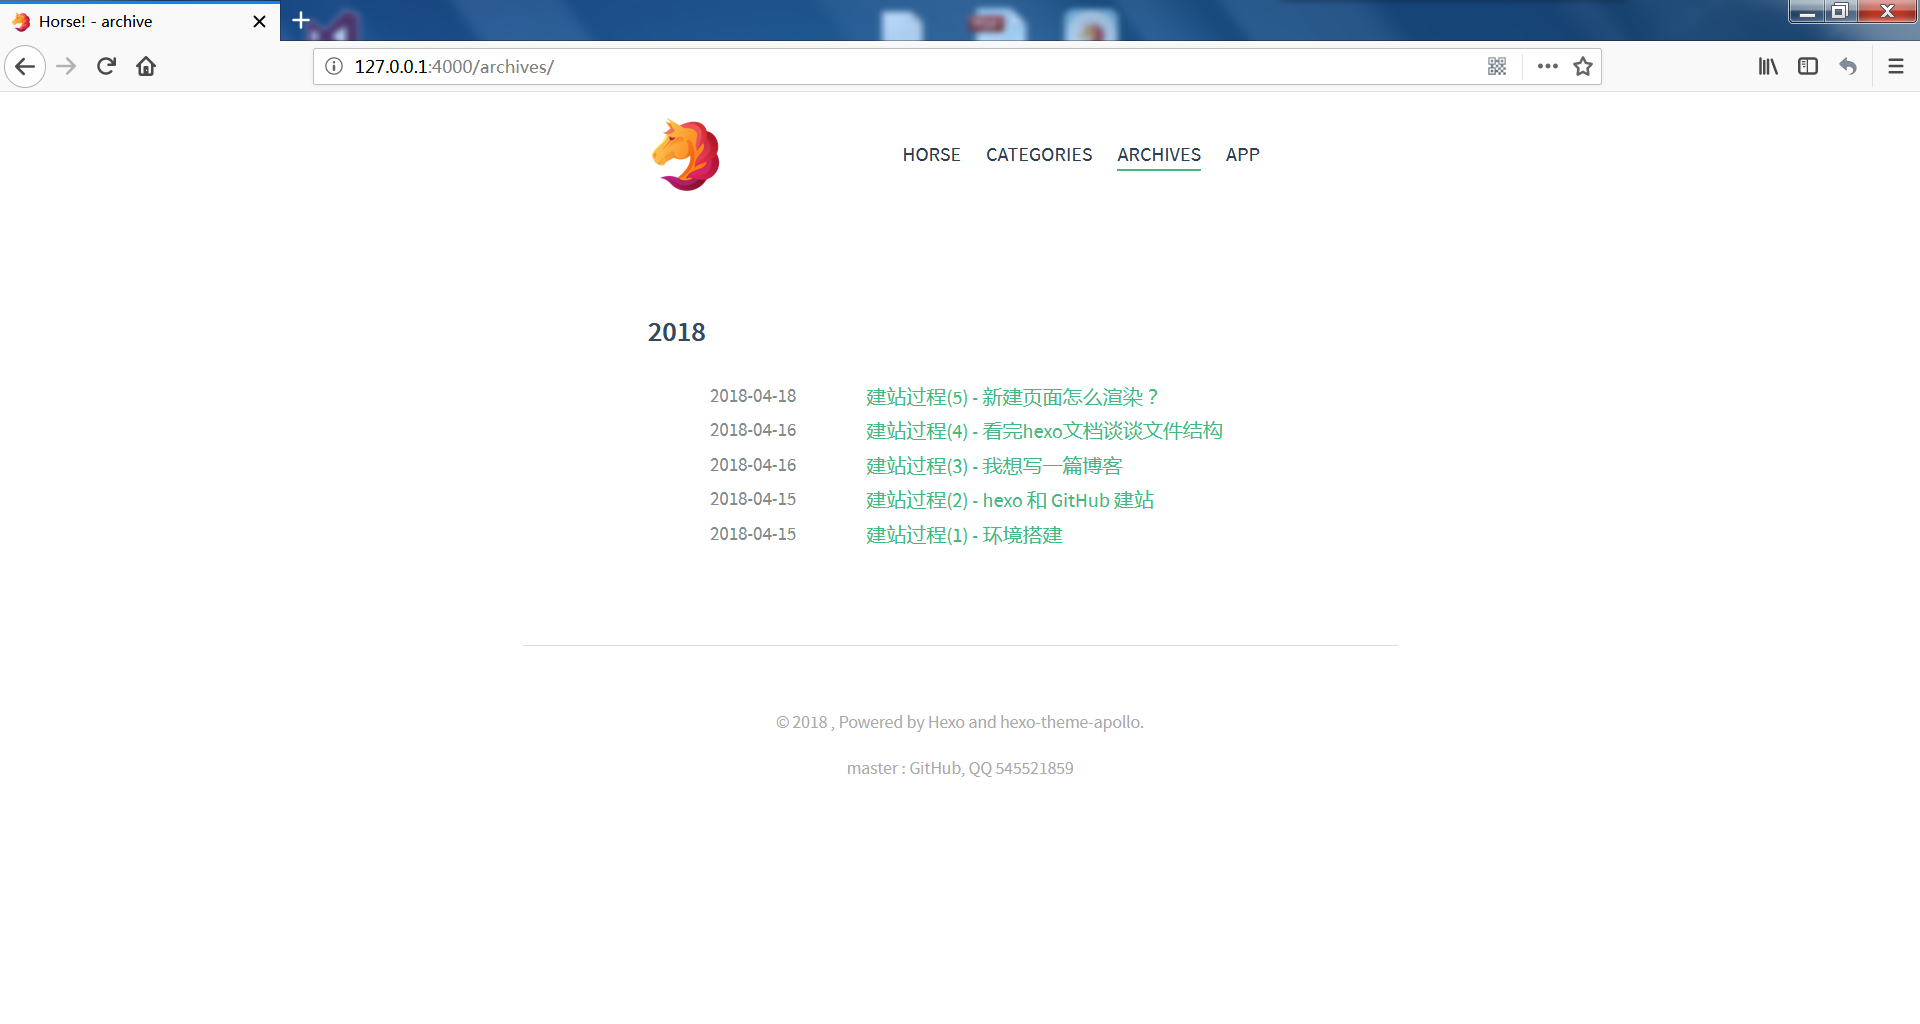 Horse! - archive
127.0.0.1:4000/archives/
HORSE CATEGORIES ARCHIVES APP
2018
2018-04-18 建站过程(5) - 新建页面怎么渲染？
2018-04-16 建站过程(4) - 看完hexo文档谈谈文件结构
2018-04-16 建站过程(3) - 我想写一篇博客
2018-04-15 建站过程(2) - hexo 和 GitHub 建站
2018-04-15 建站过程(1) - 环境搭建
© 2018 , Powered by Hexo and hexo-theme-apollo.
master : GitHub, QQ 545521859